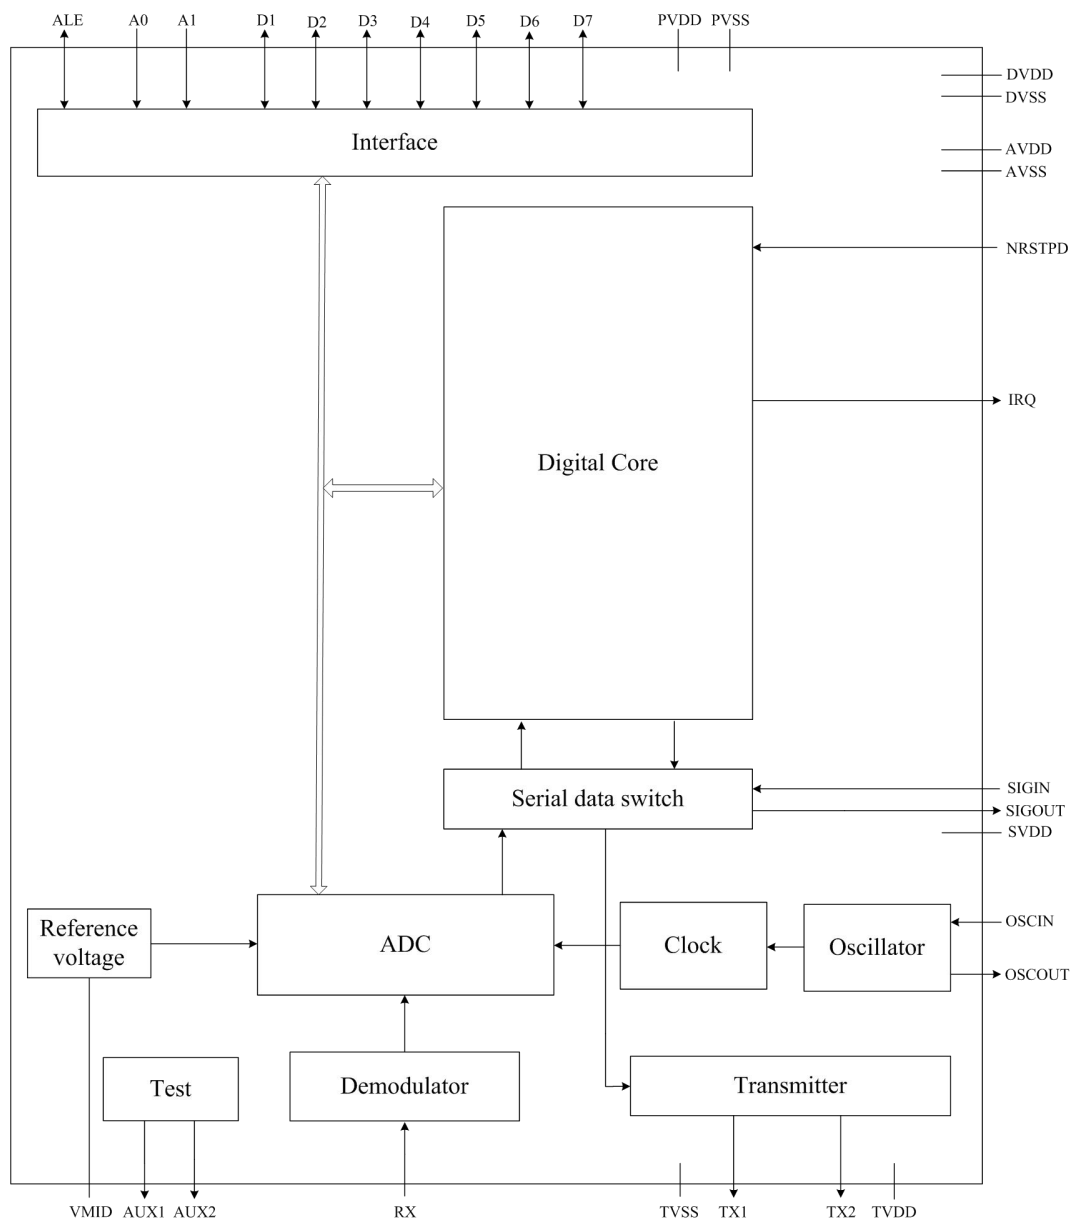 ALE A0 A1 D1 D2 D3 D4 D5 D6 D7 PVDD PVSS
DVDD
DVSS
Interface
AVDD
AVSS
NRSTPD
IRQ
Digital Core
SIGIN
Serial data switch
SIGOUT
SVDD
Reference
voltage
ADC
Clock
Oscillator
OSCIN
OSCOUT
Test
Demodulator
Transmitter
VMID AUX1 AUX2 RX TVSS TX1 TX2 TVDD